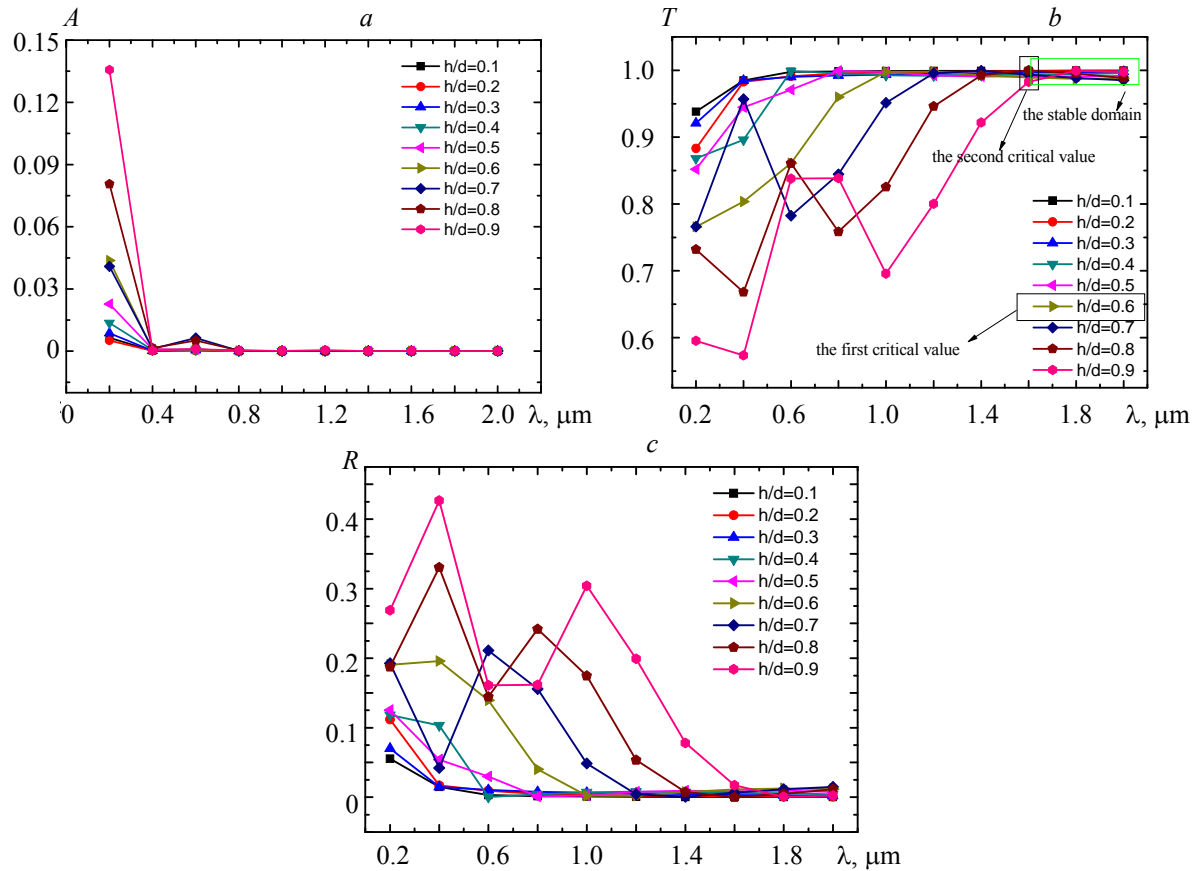 A
a
0.15
0.12
0.09
0.06
0.03
0
h/d=0.1
h/d=0.2
h/d=0.3
h/d=0.4
h/d=0.5
h/d=0.6
h/d=0.7
h/d=0.8
h/d=0.9
0 0.4 0.8 1.2 1.6 2.0 λ, μm
T
b
1.0
0.9
0.8
0.7
0.6
the stable domain
the second critical value
h/d=0.1
h/d=0.2
h/d=0.3
h/d=0.4
h/d=0.5
h/d=0.6
h/d=0.7
the first critical value
h/d=0.8
h/d=0.9
0.2 0.6 1.0 1.4 1.8 λ, μm
R
c
0.4
0.3
0.2
0.1
0
h/d=0.1
h/d=0.2
h/d=0.3
h/d=0.4
h/d=0.5
h/d=0.6
h/d=0.7
h/d=0.8
h/d=0.9
0.2 0.6 1.0 1.4 1.8 λ, μm